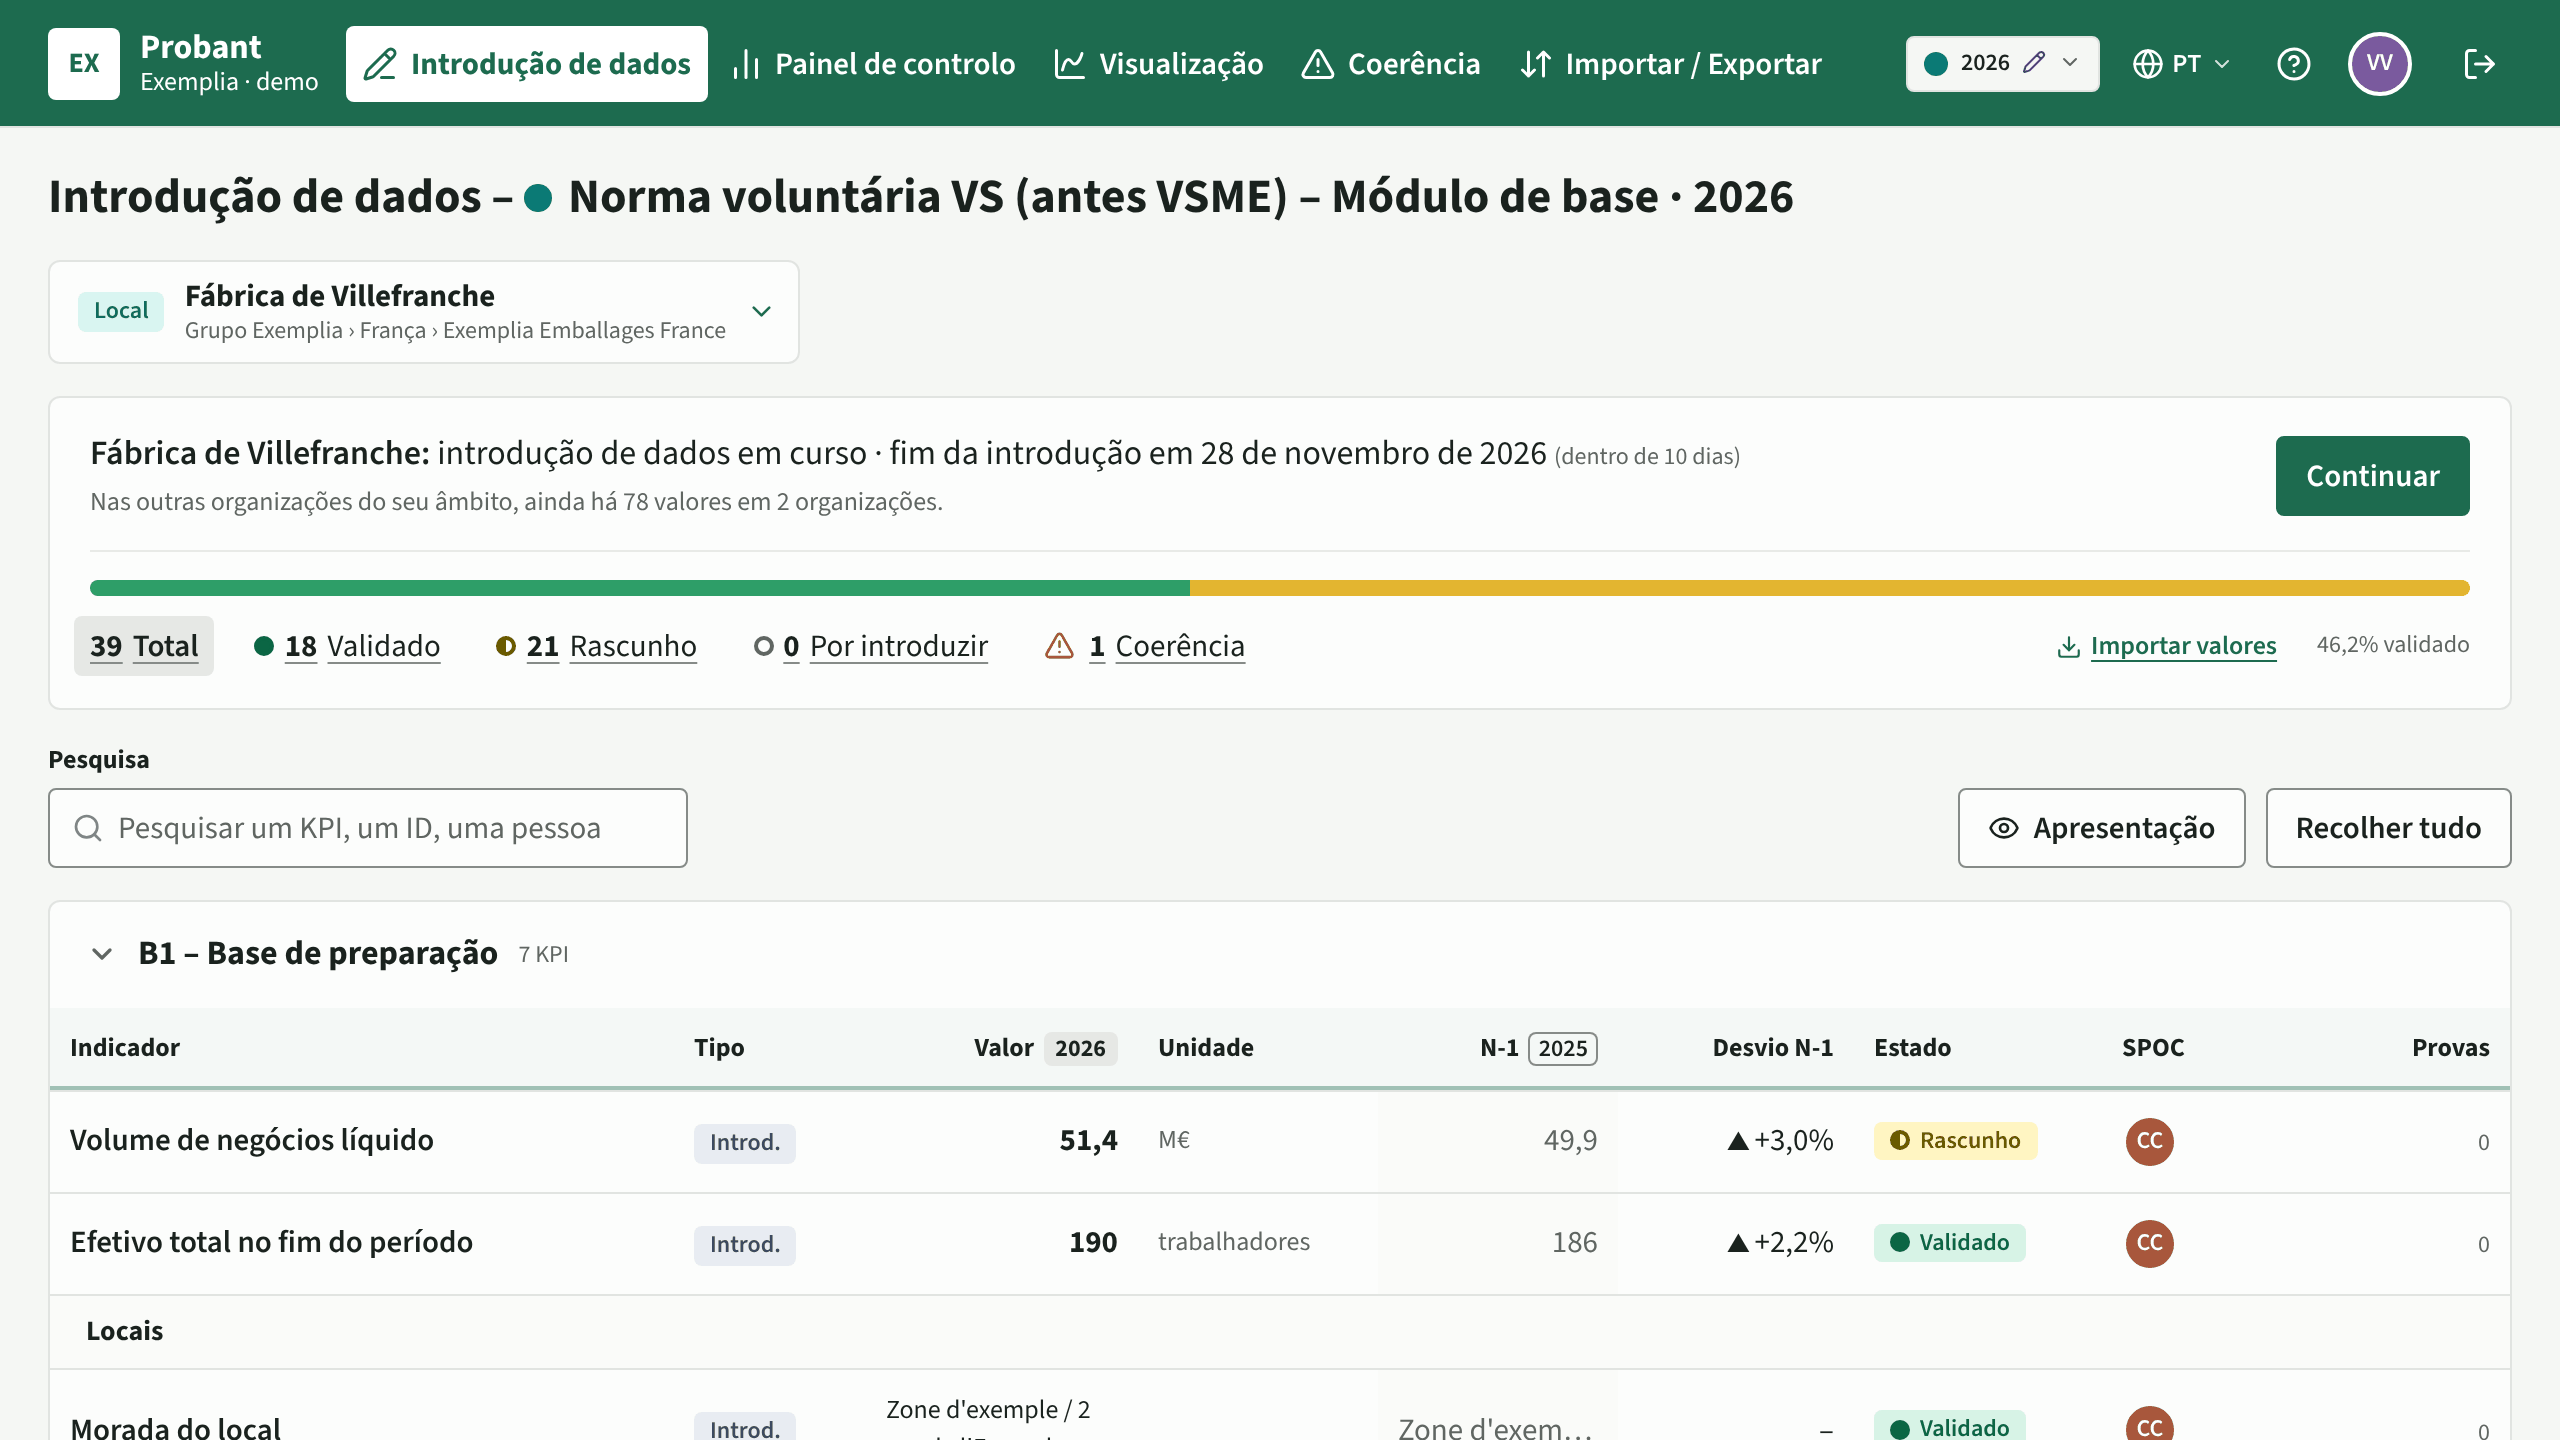 EX
Probant
Exemplia · demo
Introdução de dados
Painel de controlo
Visualização
Coerência
Importar / Exportar
2026
PT
VV
Introdução de dados – Norma voluntária VS (antes VSME) – Módulo de base · 2026
Local
Fábrica de Villefranche
Grupo Exemplia › França › Exemplia Emballages France
Fábrica de Villefranche: introdução de dados em curso · fim da introdução em 28 de novembro de 2026 (dentro de 10 dias)
Nas outras organizações do seu âmbito, ainda há 78 valores em 2 organizações.
Continuar
39 Total
18 Validado
21 Rascunho
0 Por introduzir
1 Coerência
Importar valores
46,2% validado
Pesquisa
Pesquisar um KPI, um ID, uma pessoa
Apresentação
Recolher tudo
B1 – Base de preparação 7 KPI
Indicador Tipo Valor 2026 Unidade N-1 2025 Desvio N-1 Estado SPOC Provas
Volume de negócios líquido Introd. 51,4 M€ 49,9 ▲+3,0% Rascunho CC 0
Efetivo total no fim do período Introd. 190 trabalhadores 186 ▲+2,2% Validado CC 0
Locais
Morada do local Introd. Zone d'exemple / 2 Zone d'exem… – Validado CC 0